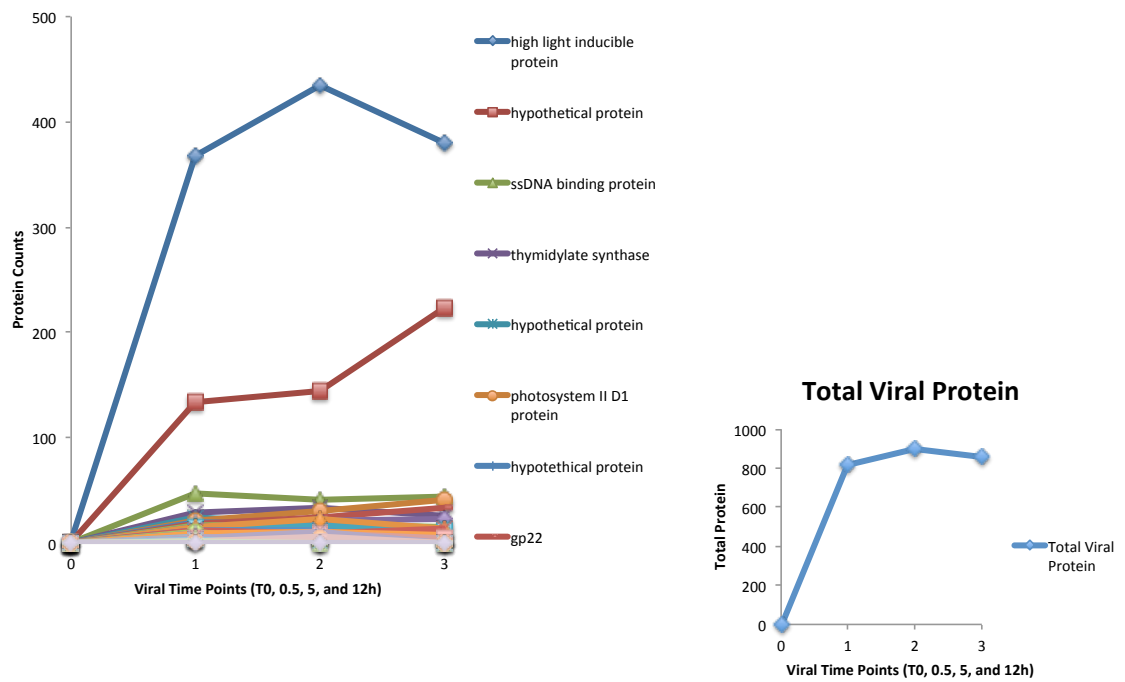 500
400
300
200
100
0
Protein Counts
0 1 2 3
Viral Time Points (T0, 0.5, 5, and 12h)
high light inducible
protein
hypothetical protein
ssDNA binding protein
thymidylate synthase
hypothetical protein
photosystem II D1
protein
hypotethical protein
gp22
Total Viral Protein
1000
800
600
400
200
0
Total Protein
0 1 2 3
Viral Time Points (T0, 0.5, 5, and 12h)
Total Viral
Protein